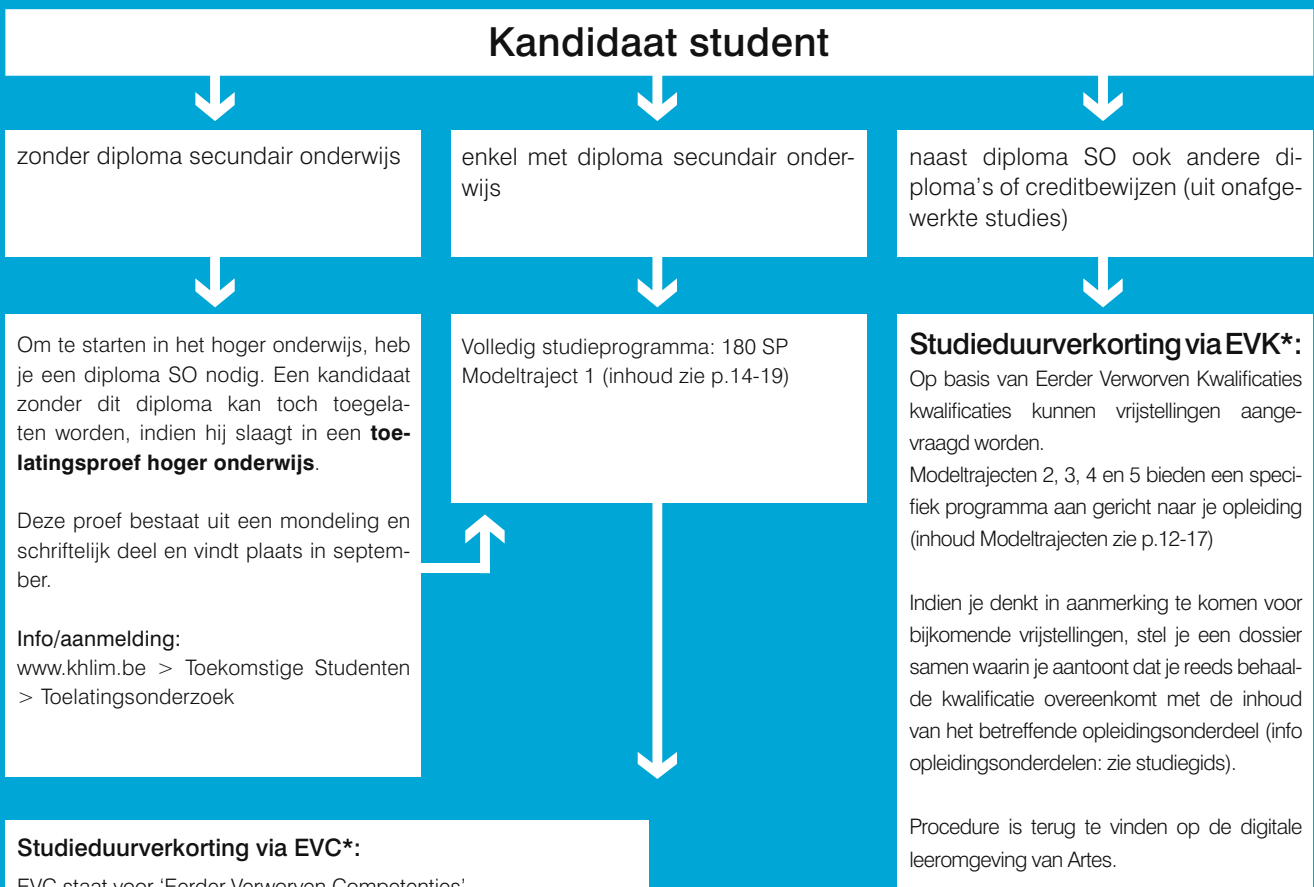 Kandidaat student
zonder diploma secundair onderwijs
enkel met diploma secundair onder-
wijs
naast diploma SO ook andere di-
ploma's of creditbewijzen (uit onafge-
werkte studies)
Om te starten in het hoger onderwijs, heb
je een diploma SO nodig. Een kandidaat
zonder dit diploma kan toch toegela-
ten worden, indien hij slaagt in een toe-
latingsproef hoger onderwijs.
Deze proef bestaat uit een mondeling en
schriftelijk deel en vindt plaats in septem-
ber.
Info/aanmelding:
www.khlim.be > Toekomstige Studenten
> Toelatingsonderzoek
Volledig studieprogramma: 180 SP
Modeltraject 1 (inhoud zie p.14-19)
Studieduurverkorting via EVK*:
Op basis van Eerder Verworven Kwalificaties
kwalificaties kunnen vrijstellingen aange-
vraagd worden.
Modeltrajecten 2, 3, 4 en 5 bieden een speci-
fiek programma aan gericht naar je opleiding
(inhoud Modeltrajecten zie p.12-17)
Indien je denkt in aanmerking te komen voor
bijkomende vrijstellingen, stel je een dossier
samen waarin je aantoont dat je reeds behaal-
de kwalificatie overeenkomt met de inhoud
van het betreffende opleidingsonderdeel (info
opleidingsonderdelen: zie studiegids).
Procedure is terug te vinden op de digitale
leeromgeving van Artes.
Studieduurverkorting via EVC*:
EVC staat voor 'Eerder Verworven Competenties'